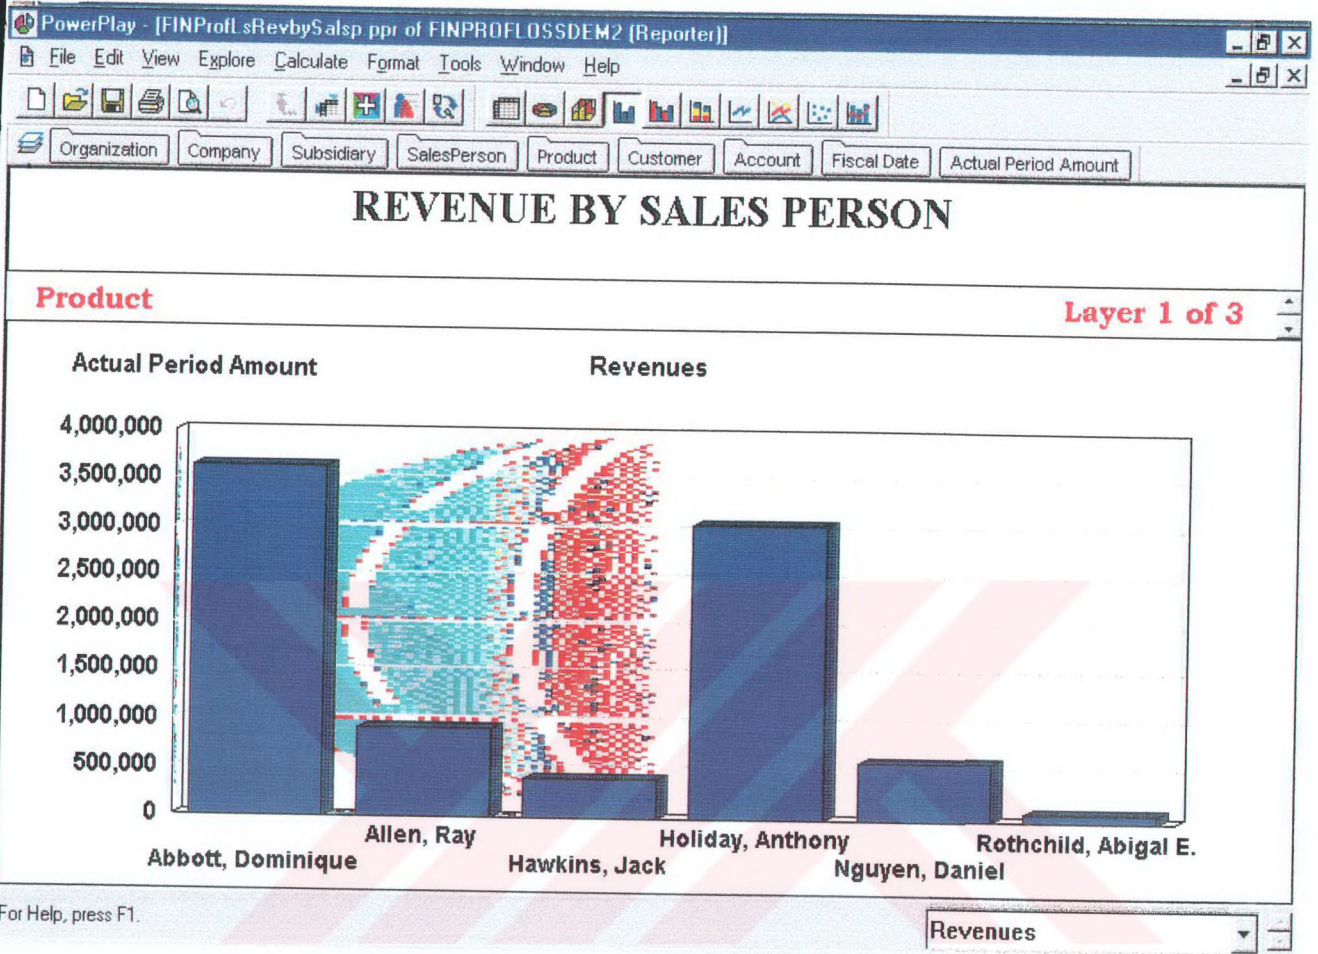 PowerPlay - [FINProfLsRevbySalsp.ppr of FINPROFLOSSDEM2 (Reporter)]
File Edit View Explore Calculate Format Tools Window Help
Organization Company Subsidiary SalesPerson Product Customer Account Fiscal Date Actual Period Amount
REVENUE BY SALES PERSON
Product Layer 1 of 3
Actual Period Amount Revenues
4,000,000
3,500,000
3,000,000
2,500,000
2,000,000
1,500,000
1,000,000
500,000
0
Allen, Ray Holiday, Anthony Rothchild, Abigal E.
Abbott, Dominique Hawkins, Jack Nguyen, Daniel
For Help, press F1.
Revenues